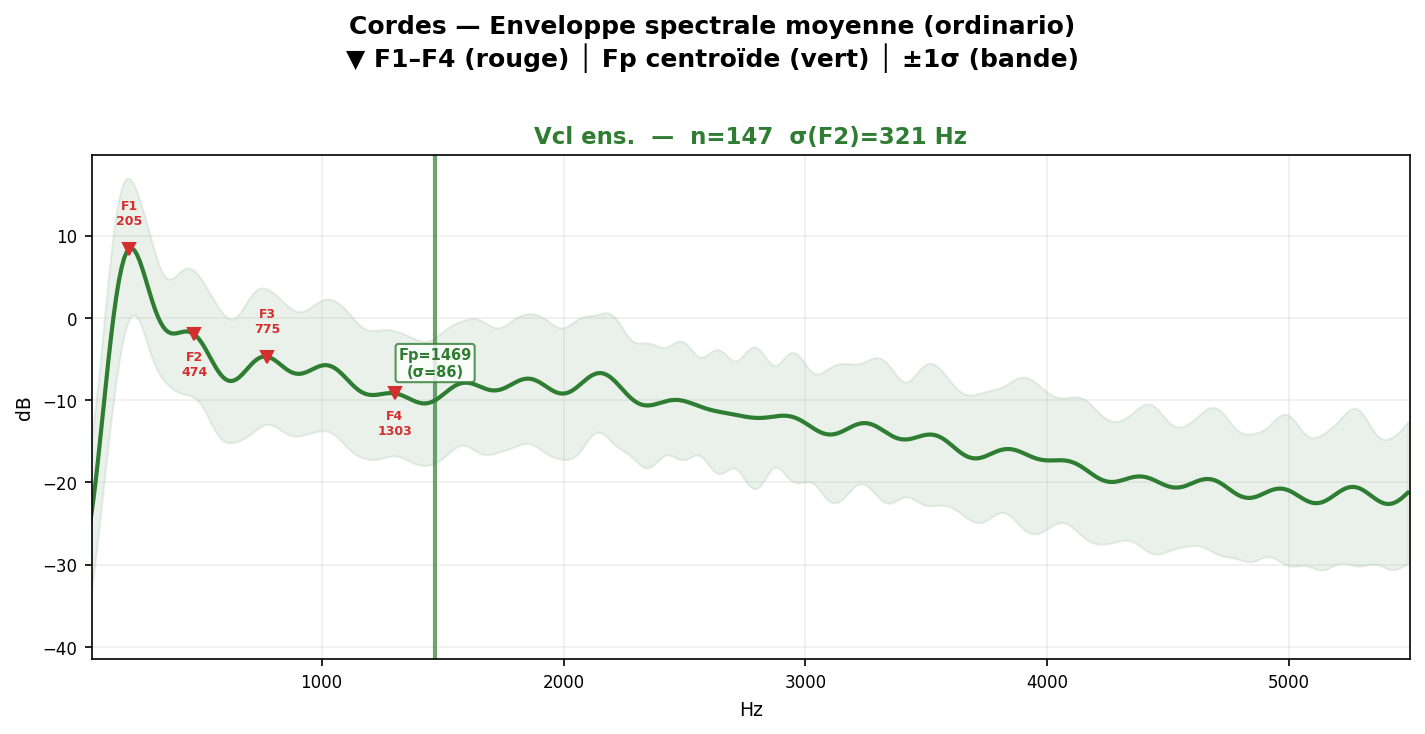 Cordes — Enveloppe spectrale moyenne (ordinario)
▼ F1–F4 (rouge) │ Fp centroïde (vert) │ ±1σ (bande)
Vcl ens.  —  n=147  σ(F2)=321 Hz
F1
205
F2
474
F3
775
F4
1303
Fp=1469
(σ=86)
10
0
−10
−20
−30
−40
dB
1000
2000
3000
4000
5000
Hz